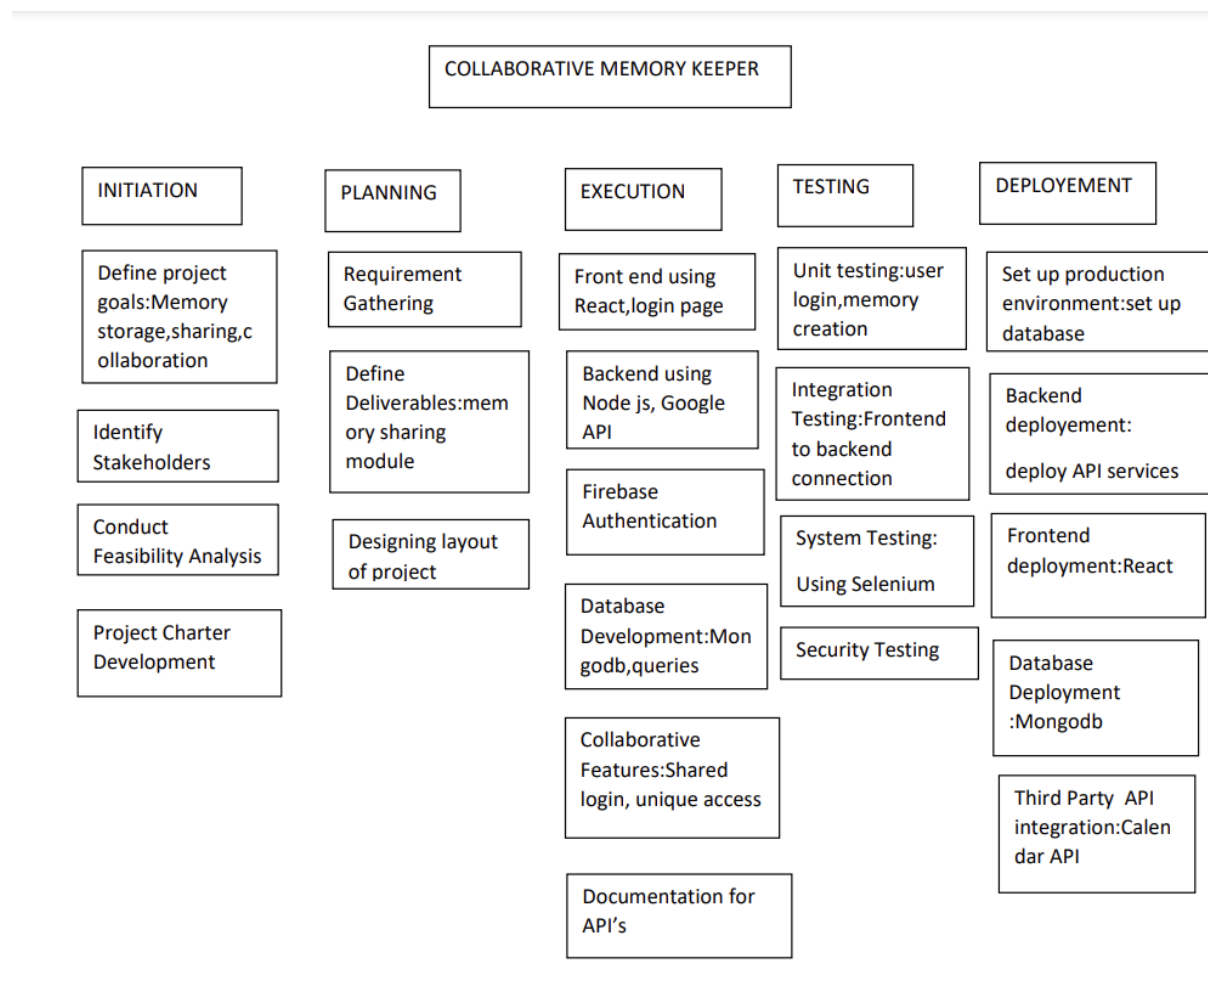 COLLABORATIVE MEMORY KEEPER
INITIATION
Define project
goals:Memory
storage,sharing,c
ollaboration
Identify
Stakeholders
Conduct
Feasibility Analysis
Project Charter
Development
PLANNING
Requirement
Gathering
Define
Deliverables:mem
ory sharing
module
Designing layout
of project
EXECUTION
Front end using
React,login page
Backend using
Node js, Google
API
Firebase
Authentication
Database
Development:Mon
godb,queries
Collaborative
Features:Shared
login, unique access
Documentation for
API’s
TESTING
Unit testing:user
login,memory
creation
Integration
Testing:Frontend
to backend
connection
System Testing:
Using Selenium
Security Testing
DEPLOYEMENT
Set up production
environment:set up
database
Backend
deployement:
deploy API services
Frontend
deployment:React
Database
Deployment
:Mongodb
Third Party  API
integration:Calen
dar API